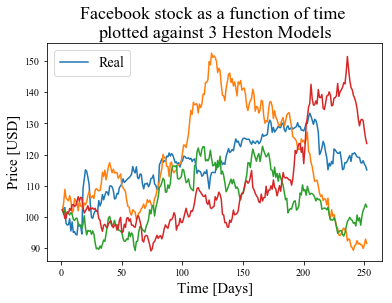 Facebook stock as a function of time
plotted against 3 Heston Models
Real
Price [USD]
150
140
130
120
110
100
90
0 50 100 150 200 250
Time [Days]